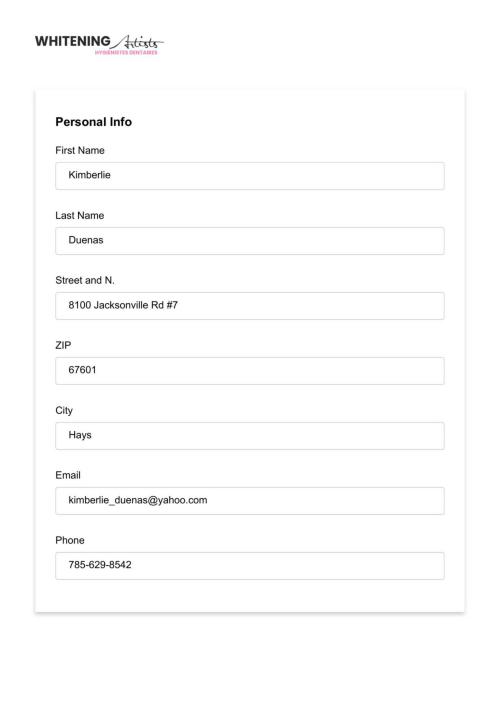 WHITENING Artists
HYGIÉNISTES DENTAIRES
Personal Info
First Name
Kimberlie
Last Name
Duenas
Street and N.
8100 Jacksonville Rd #7
ZIP
67601
City
Hays
Email
kimberlie_duenas@yahoo.com
Phone
785-629-8542